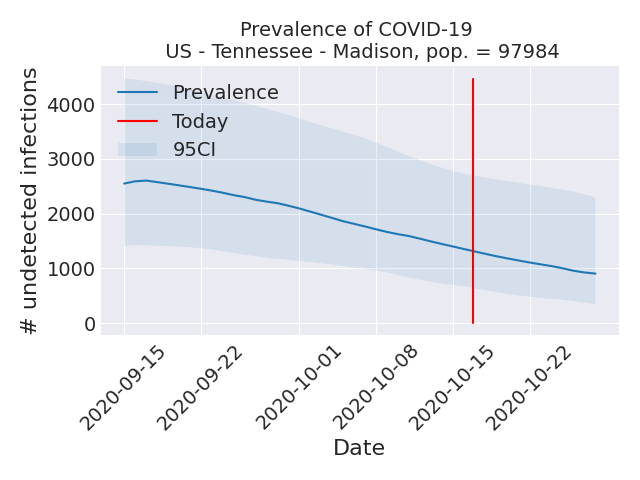 Prevalence of COVID-19
US - Tennessee - Madison, pop. = 97984
# undetected infections
4000
3000
2000
1000
0
Prevalence
Today
95CI
2020-09-15
2020-09-22
2020-10-01
2020-10-08
2020-10-15
2020-10-22
Date